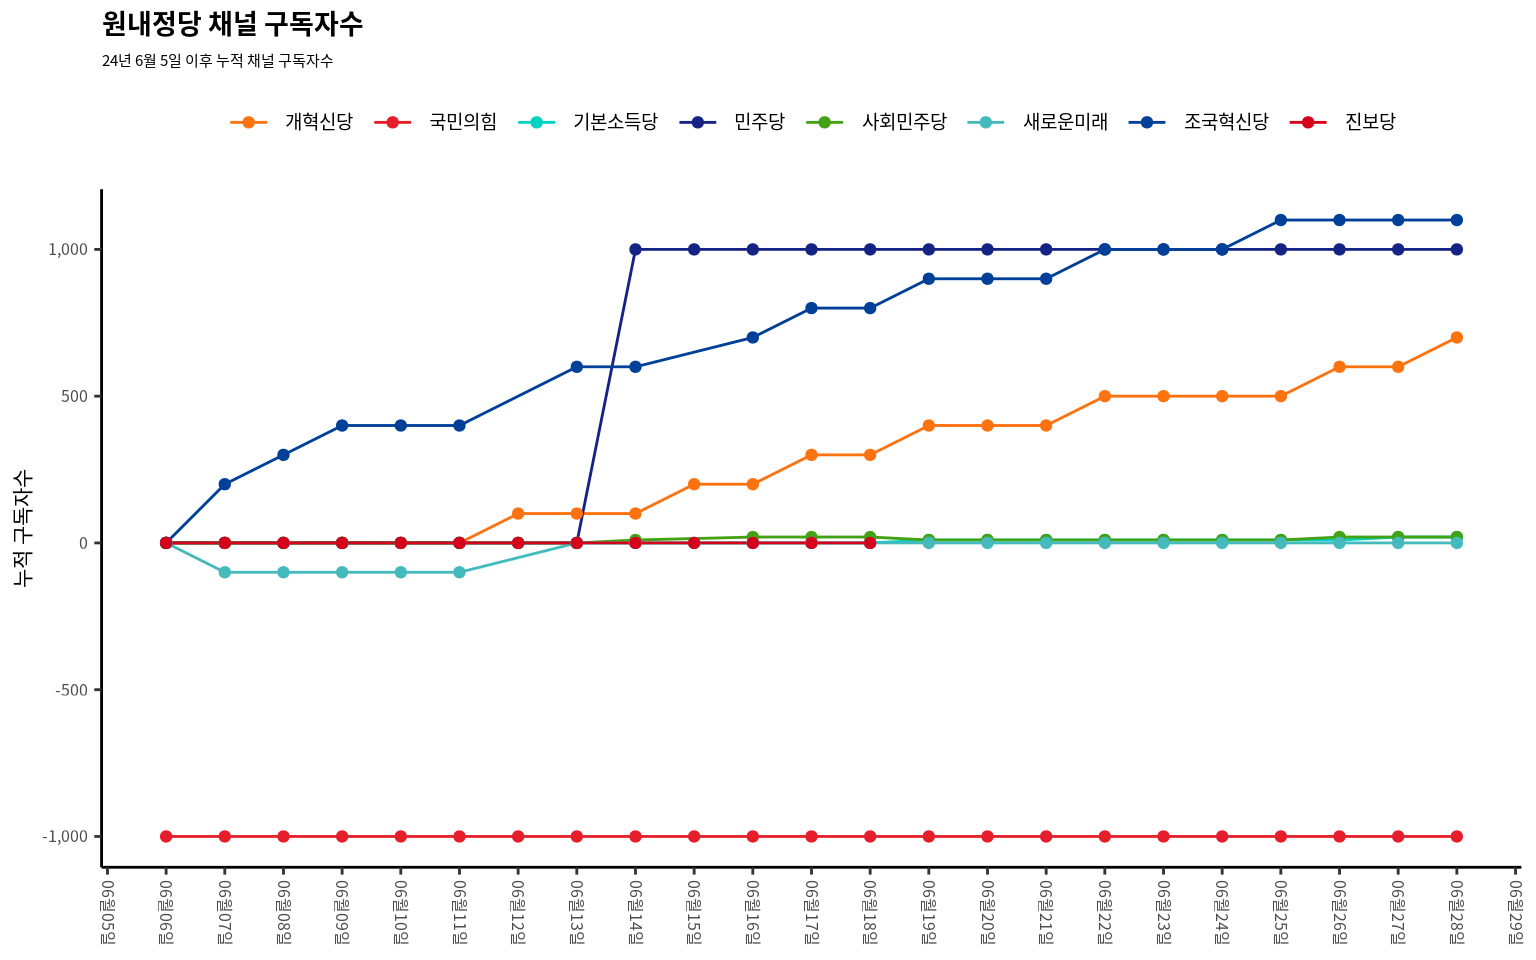 원내정당 채널 구독자수
24년 6월 5일 이후 누적 채널 구독자수
개혁신당 국민의힘 기본소득당 민주당 사회민주당 새로운미래 조국혁신당 진보당
누적 구독자수
1,000
500
0
-500
-1,000
06월05일
06월06일
06월07일
06월08일
06월09일
06월10일
06월11일
06월12일
06월13일
06월14일
06월15일
06월16일
06월17일
06월18일
06월19일
06월20일
06월21일
06월22일
06월23일
06월24일
06월25일
06월26일
06월27일
06월28일
06월29일